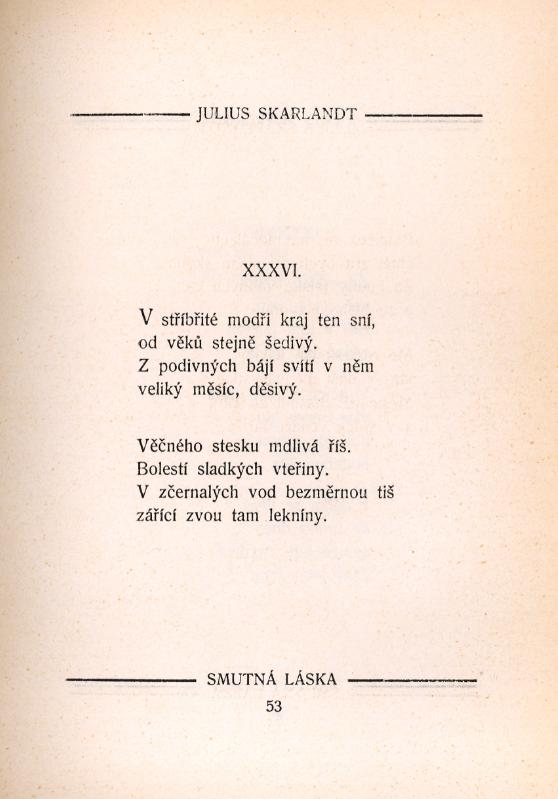 JULIUS SKARLANDT
XXXVI.
V stříbřité modři kraj ten sní,
od věků stejně šedivý.
Z podivných bájí svítí v něm
veliký měsíc, děsivý.
Věčného stesku mdlivá říš.
Bolestí sladkých vteřiny.
V zčernalých vod bezměrnou tiš
zářící zvou tam lekníny.
SMUTNÁ LÁSKA
53